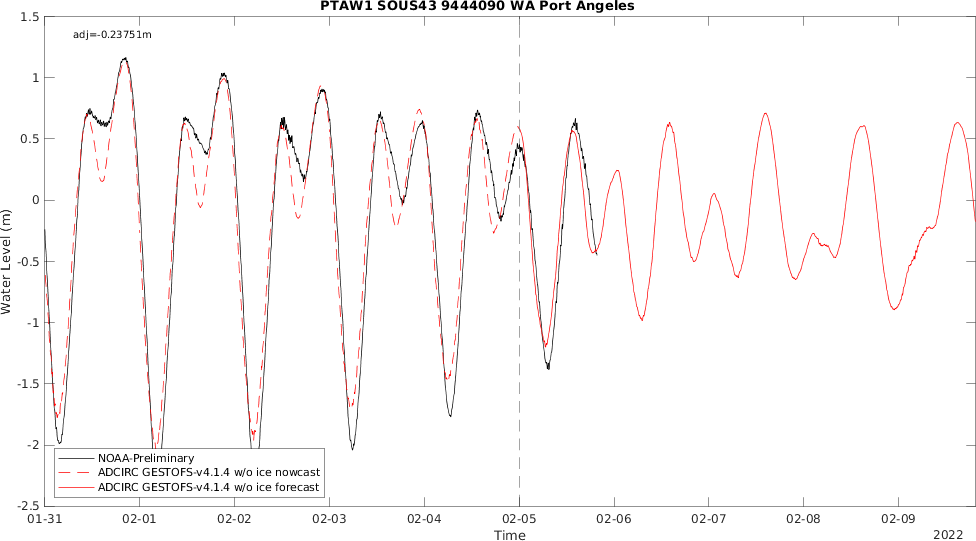 PTAW1 SOUS43 9444090 WA Port Angeles
adj=-0.23751m
Water Level (m)
1.5
1
0.5
0
-0.5
-1
-1.5
-2
-2.5
NOAA-Preliminary
ADCIRC GESTOFS-v4.1.4 w/o ice nowcast
ADCIRC GESTOFS-v4.1.4 w/o ice forecast
01-31 02-01 02-02 02-03 02-04 02-05 02-06 02-07 02-08 02-09
Time
2022